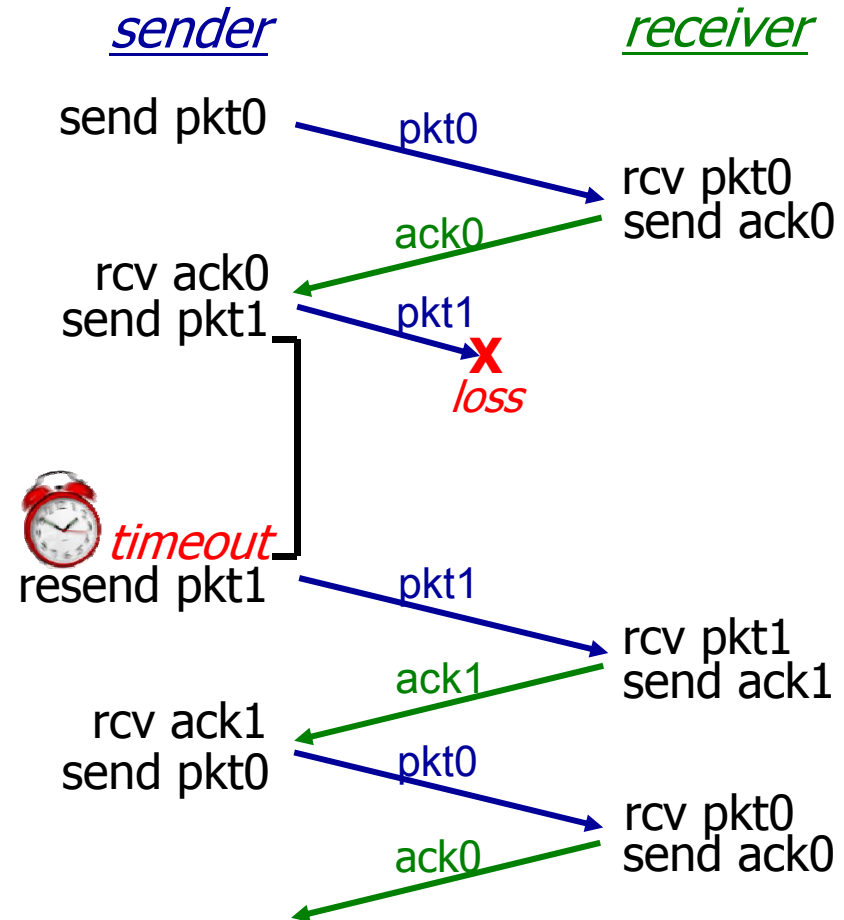 sender
receiver
send pkt0
pkt0
rcv pkt0
send ack0
ack0
rcv ack0
send pkt1
pkt1
X
loss
timeout
resend pkt1
pkt1
rcv pkt1
send ack1
ack1
rcv ack1
send pkt0
pkt0
rcv pkt0
send ack0
ack0